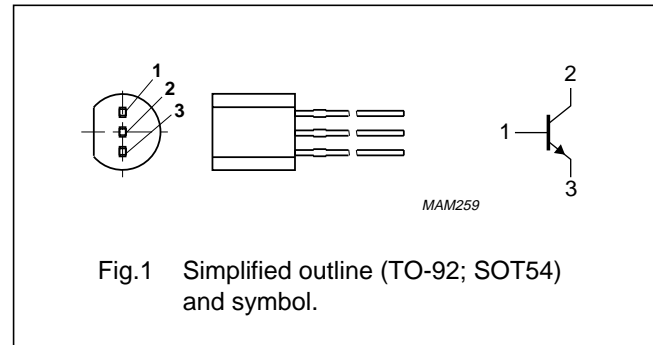 1
2
3
2
1
3
MAM259
Fig.1 Simplified outline (TO-92; SOT54)
and symbol.